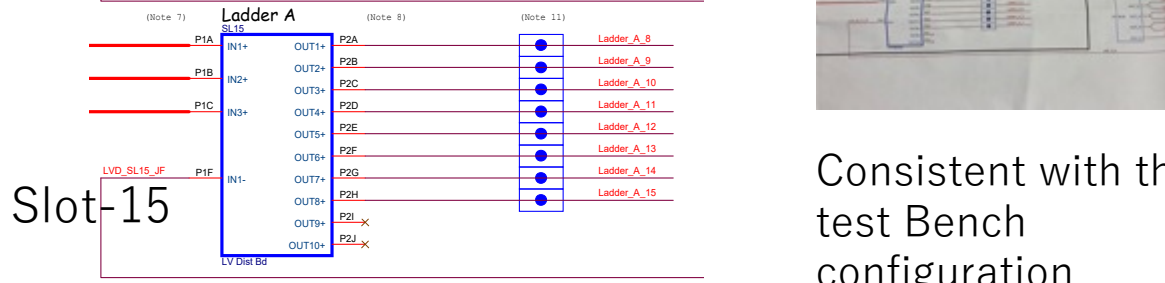 (Note 7) Ladder A (Note 8) (Note 11)
SL15
P1A IN1+ OUT1+ P2A Ladder_A_8
OUT2+ P2B Ladder_A_9
P1B IN2+
OUT3+ P2C Ladder_A_10
P1C IN3+ OUT4+ P2D Ladder_A_11
OUT5+ P2E Ladder_A_12
OUT6+ P2F Ladder_A_13
LVD_SL15_JF P1F IN1- OUT7+ P2G Ladder_A_14
OUT8+ P2H Ladder_A_15
OUT9+ P2I
OUT10+ P2J
LV Dist Bd
Slot-15
Consistent with th
test Bench
configuration